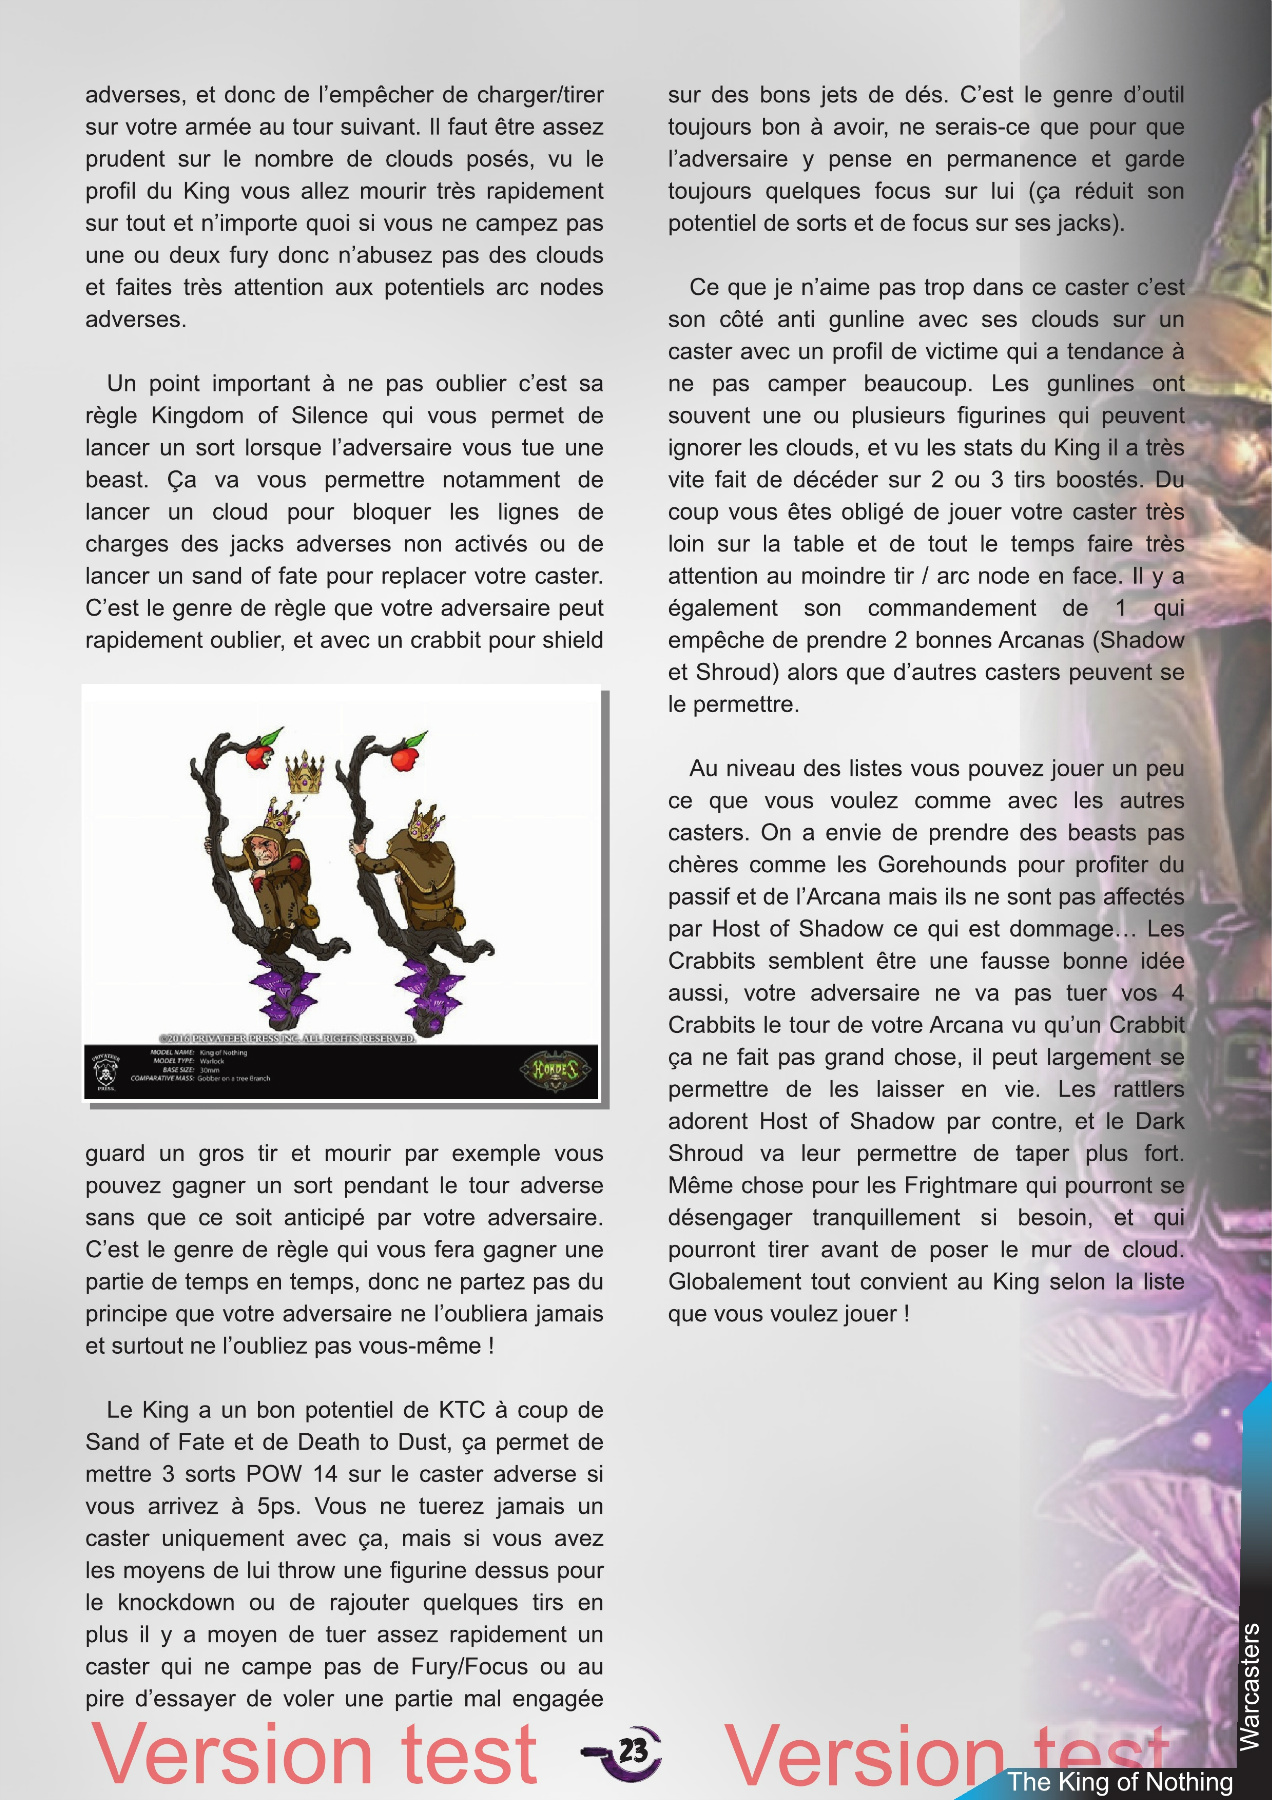 adverses, et donc de l’empêcher de charger/tirer
sur votre armée au tour suivant. Il faut être assez
prudent sur le nombre de clouds posés, vu le
profil du King vous allez mourir très rapidement
sur tout et n’importe quoi si vous ne campez pas
une ou deux fury donc n’abusez pas des clouds
et faites très attention aux potentiels arc nodes
adverses.
Un point important à ne pas oublier c’est sa
règle Kingdom of Silence qui vous permet de
lancer un sort lorsque l’adversaire vous tue une
beast. Ça va vous permettre notamment de
lancer un cloud pour bloquer les lignes de
charges des jacks adverses non activés ou de
lancer un sand of fate pour replacer votre caster.
C’est le genre de règle que votre adversaire peut
rapidement oublier, et avec un crabbit pour shield
©2016 PRIVATEER PRESS INC. ALL RIGHTS RESERVED.
PRIVATEER PRESS
MODEL NAME: King of Nothing
MODEL TYPE: Warlock
BASE SIZE: 30mm
COMPARATIVE MASS: Gobber on a tree Branch
HORDES
guard un gros tir et mourir par exemple vous
pouvez gagner un sort pendant le tour adverse
sans que ce soit anticipé par votre adversaire.
C’est le genre de règle qui vous fera gagner une
partie de temps en temps, donc ne partez pas du
principe que votre adversaire ne l’oubliera jamais
et surtout ne l’oubliez pas vous-même !
Le King a un bon potentiel de KTC à coup de
Sand of Fate et de Death to Dust, ça permet de
mettre 3 sorts POW 14 sur le caster adverse si
vous arrivez à 5ps. Vous ne tuerez jamais un
caster uniquement avec ça, mais si vous avez
les moyens de lui throw une figurine dessus pour
le knockdown ou de rajouter quelques tirs en
plus il y a moyen de tuer assez rapidement un
caster qui ne campe pas de Fury/Focus ou au
pire d’essayer de voler une partie mal engagée
sur des bons jets de dés. C’est le genre d’outil
toujours bon à avoir, ne serais-ce que pour que
l’adversaire y pense en permanence et garde
toujours quelques focus sur lui (ça réduit son
potentiel de sorts et de focus sur ses jacks).
Ce que je n’aime pas trop dans ce caster c’est
son côté anti gunline avec ses clouds sur un
caster avec un profil de victime qui a tendance à
ne pas camper beaucoup. Les gunlines ont
souvent une ou plusieurs figurines qui peuvent
ignorer les clouds, et vu les stats du King il a très
vite fait de décéder sur 2 ou 3 tirs boostés. Du
coup vous êtes obligé de jouer votre caster très
loin sur la table et de tout le temps faire très
attention au moindre tir / arc node en face. Il y a
également son commandement de 1 qui
empêche de prendre 2 bonnes Arcanas (Shadow
et Shroud) alors que d’autres casters peuvent se
le permettre.
Au niveau des listes vous pouvez jouer un peu
ce que vous voulez comme avec les autres
casters. On a envie de prendre des beasts pas
chères comme les Gorehounds pour profiter du
passif et de l’Arcana mais ils ne sont pas affectés
par Host of Shadow ce qui est dommage… Les
Crabbits semblent être une fausse bonne idée
aussi, votre adversaire ne va pas tuer vos 4
Crabbits le tour de votre Arcana vu qu’un Crabbit
ça ne fait pas grand chose, il peut largement se
permettre de les laisser en vie. Les rattlers
adorent Host of Shadow par contre, et le Dark
Shroud va leur permettre de taper plus fort.
Même chose pour les Frightmare qui pourront se
désengager tranquillement si besoin, et qui
pourront tirer avant de poser le mur de cloud.
Globalement tout convient au King selon la liste
que vous voulez jouer !
Version test
23
Version test
The King of Nothing
Warcasters